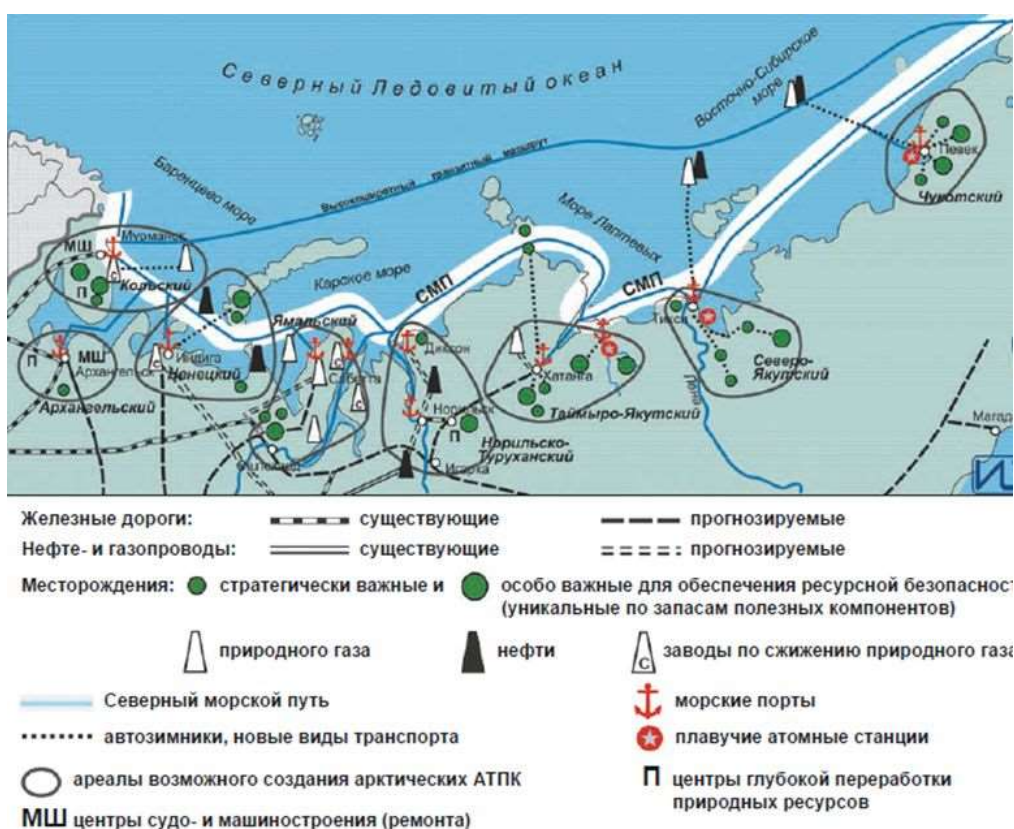 Северный Ледовитый океан
Восточно-Сибирское
море
Высокоширотный транзитный маршрут
Баренцево море
Море Лаптевых
Карское море
СМП
СМП
Певек
Чукотский
МШ
Мурманск
С
П
Кольский
П
МШ
Архангельск
Архангельский
Индига
С
Ненецкий
Ямальский
С
Сабетта
С
Диксон
Норильск
П
Игарка
Норильско-
Туруханский
Хатанга
Таймыро-Якутский
Тикси
Лена
Северо-
Якутский
Магад
Железные дороги: существующие прогнозируемые
Нефте- и газопроводы: существующие прогнозируемые
Месторождения: стратегически важные и особо важные для обеспечения ресурсной безопасност
(уникальные по запасам полезных компонентов)
природного газа нефти С заводы по сжижению природного газа
Северный морской путь морские порты
автозимники, новые виды транспорта плавучие атомные станции
ареалы возможного создания арктических АТПК П центры глубокой переработки
природных ресурсов
МШ центры судо- и машиностроения (ремонта)